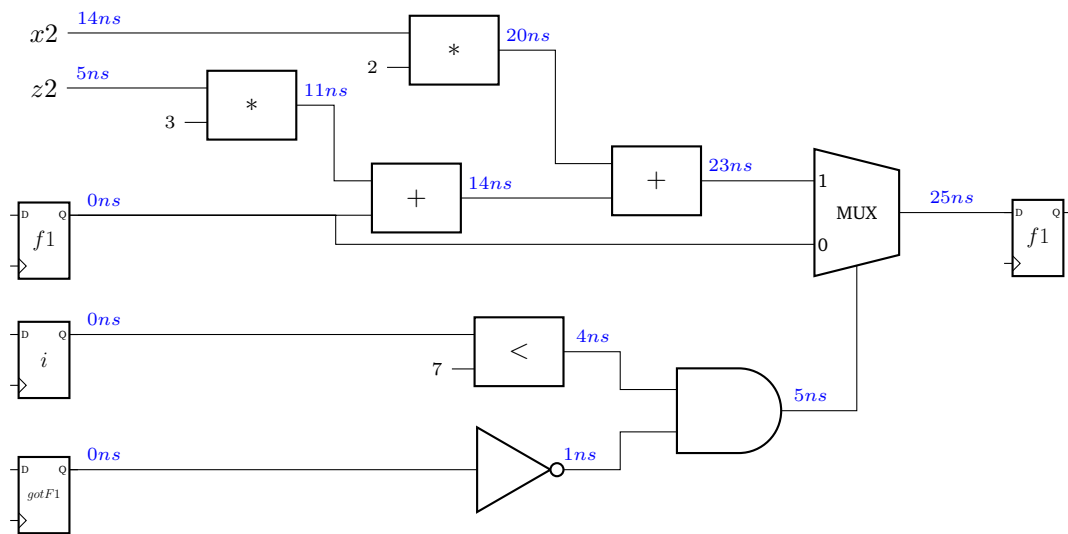 x2 14ns * 20ns
2
z2 5ns * 11ns
3
+ 14ns + 23ns 1 MUX 0 25ns
D Q f1 0ns
D Q f1
D Q i 0ns < 4ns
7
5ns
D Q gotF1 0ns 1ns